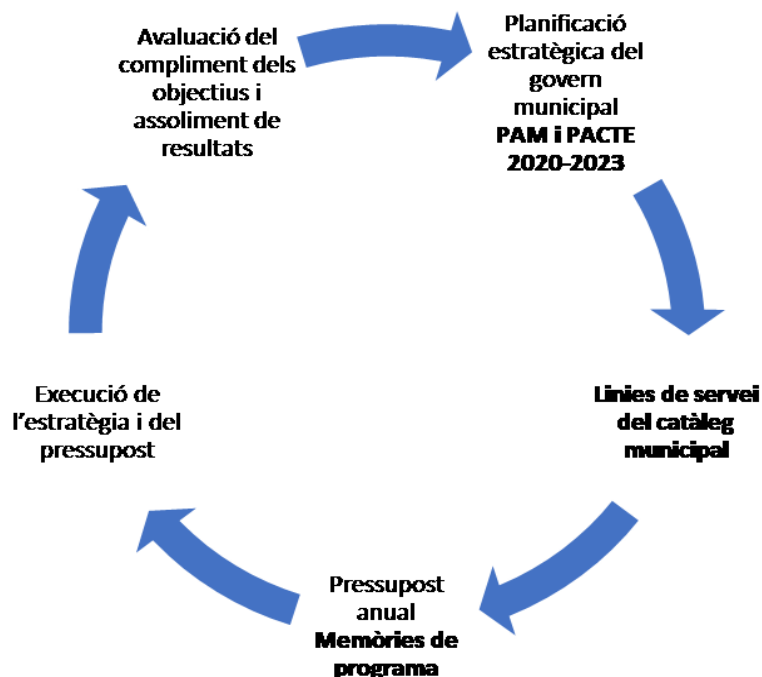 Avaluació del
compliment dels
objectius i
assoliment de
resultats
Planificació
estratègica del
govern
municipal
PAM i PACTE
2020-2023
Linies de servei
del catàleg
municipal
Pressupost
anual
Memòries de
programa
Execució de
l'estratègia i del
pressupost